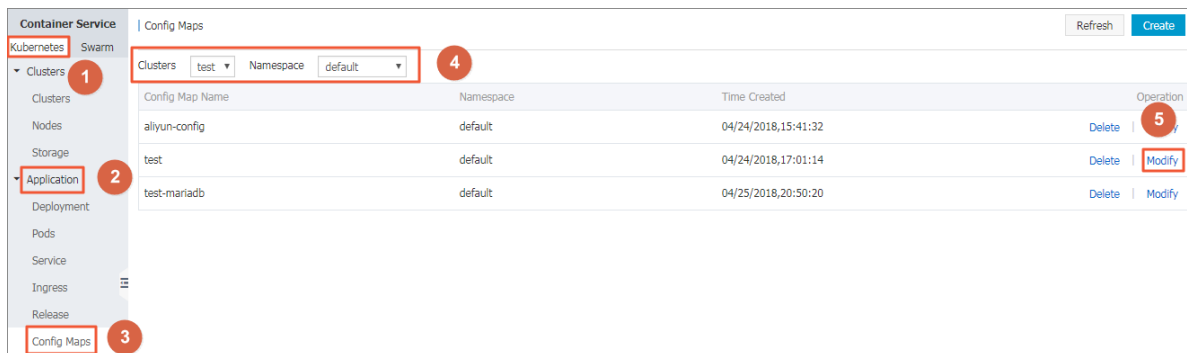 Container Service
Config Maps
Refresh
Create
Kubernetes
Swarm
1
Clusters
Clusters
test
Namespace
default
4
Clusters
Nodes
Storage
Application
2
Deployment
Pods
Service
Ingress
Release
Config Maps
3
Config Map Name
Namespace
Time Created
Operation
aliyun-config
default
04/24/2018,15:41:32
Delete
5
test
default
04/24/2018,17:01:14
Delete
Modify
test-mariadb
default
04/25/2018,20:50:20
Delete
Modify